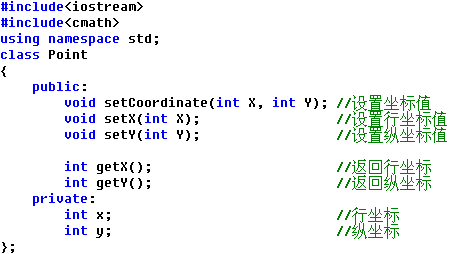 #include<iostream>
#include<cmath>
using namespace std;
class Point
{
    public:
        void setCoordinate(int X, int Y); //设置坐标值
        void setX(int X);                 //设置行坐标值
        void setY(int Y);                 //设置纵坐标值

        int getX();                       //返回行坐标
        int getY();                       //返回纵坐标
    private:
        int x;                            //行坐标
        int y;                            //纵坐标
};